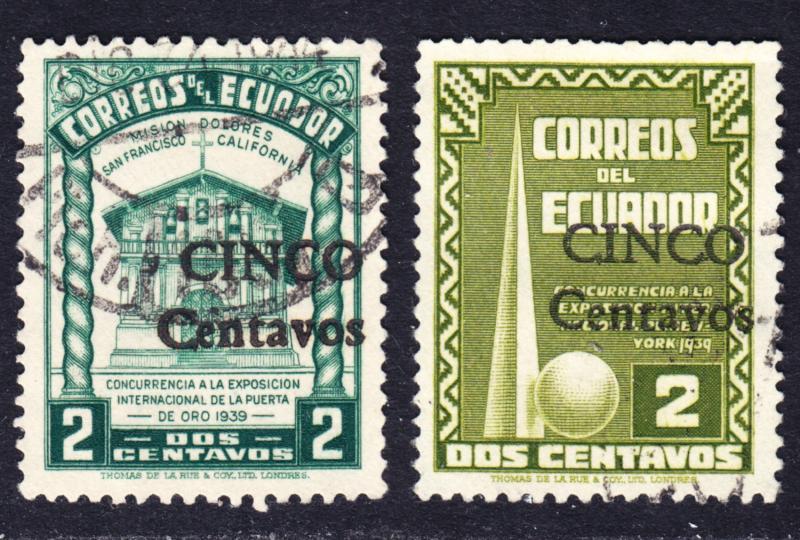 CORREOS DEL ECUADOR
MISION DOLORES
SAN FRANCISCO CALIFORNIA
CINCO
Centavos
CONCURRENCIA A LA EXPOSICION
INTERNACIONAL DE LA PUERTA
DE ORO 1939
2 DOS CENTAVOS 2
THOMAS DE LA RUE & COY., LTD. LONDRES.
CORREOS
DEL
ECUADOR
CINCO
CONCURRENCIA A LA
Centavos
YORK 1939
2
DOS CENTAVOS
THOMAS DE LA RUE & COY., LTD. LONDRES.